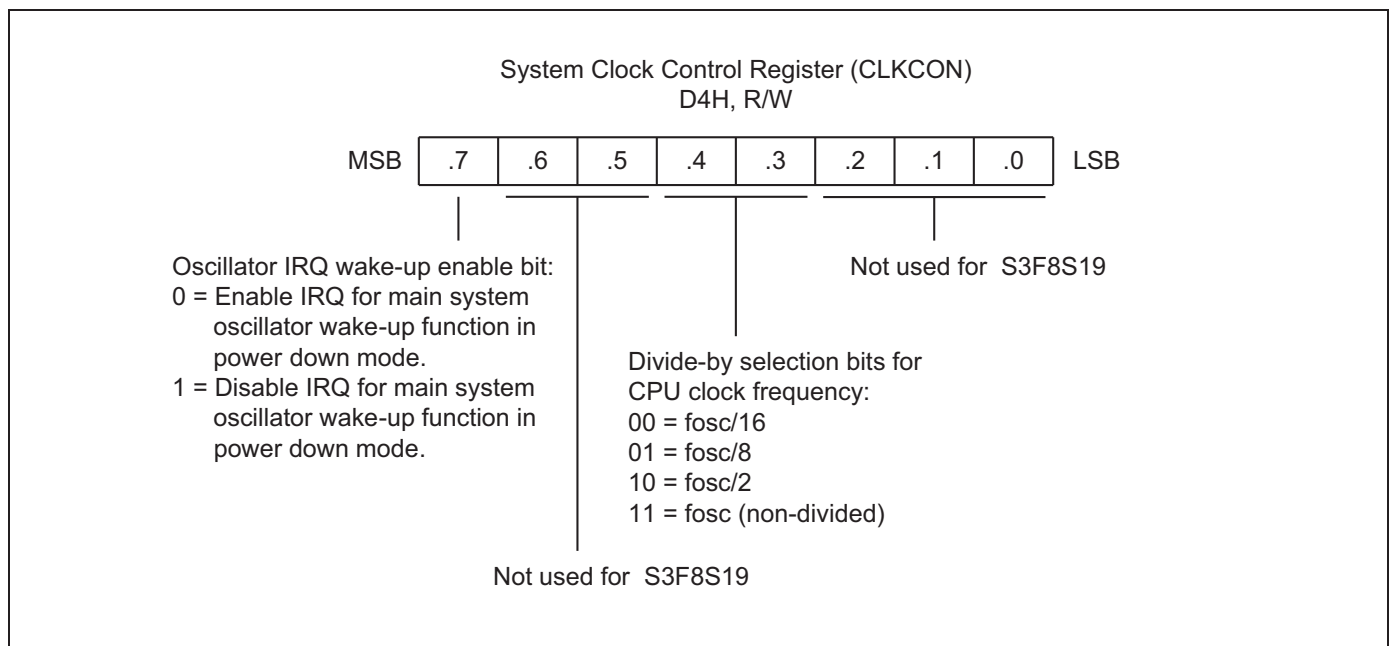 System Clock Control Register (CLKCON)
D4H, R/W
MSB .7 .6 .5 .4 .3 .2 .1 .0 LSB
Oscillator IRQ wake-up enable bit:
0 = Enable IRQ for main system
oscillator wake-up function in
power down mode.
1 = Disable IRQ for main system
oscillator wake-up function in
power down mode.
Not used for S3F8S19
Divide-by selection bits for
CPU clock frequency:
00 = fosc/16
01 = fosc/8
10 = fosc/2
11 = fosc (non-divided)
Not used for S3F8S19